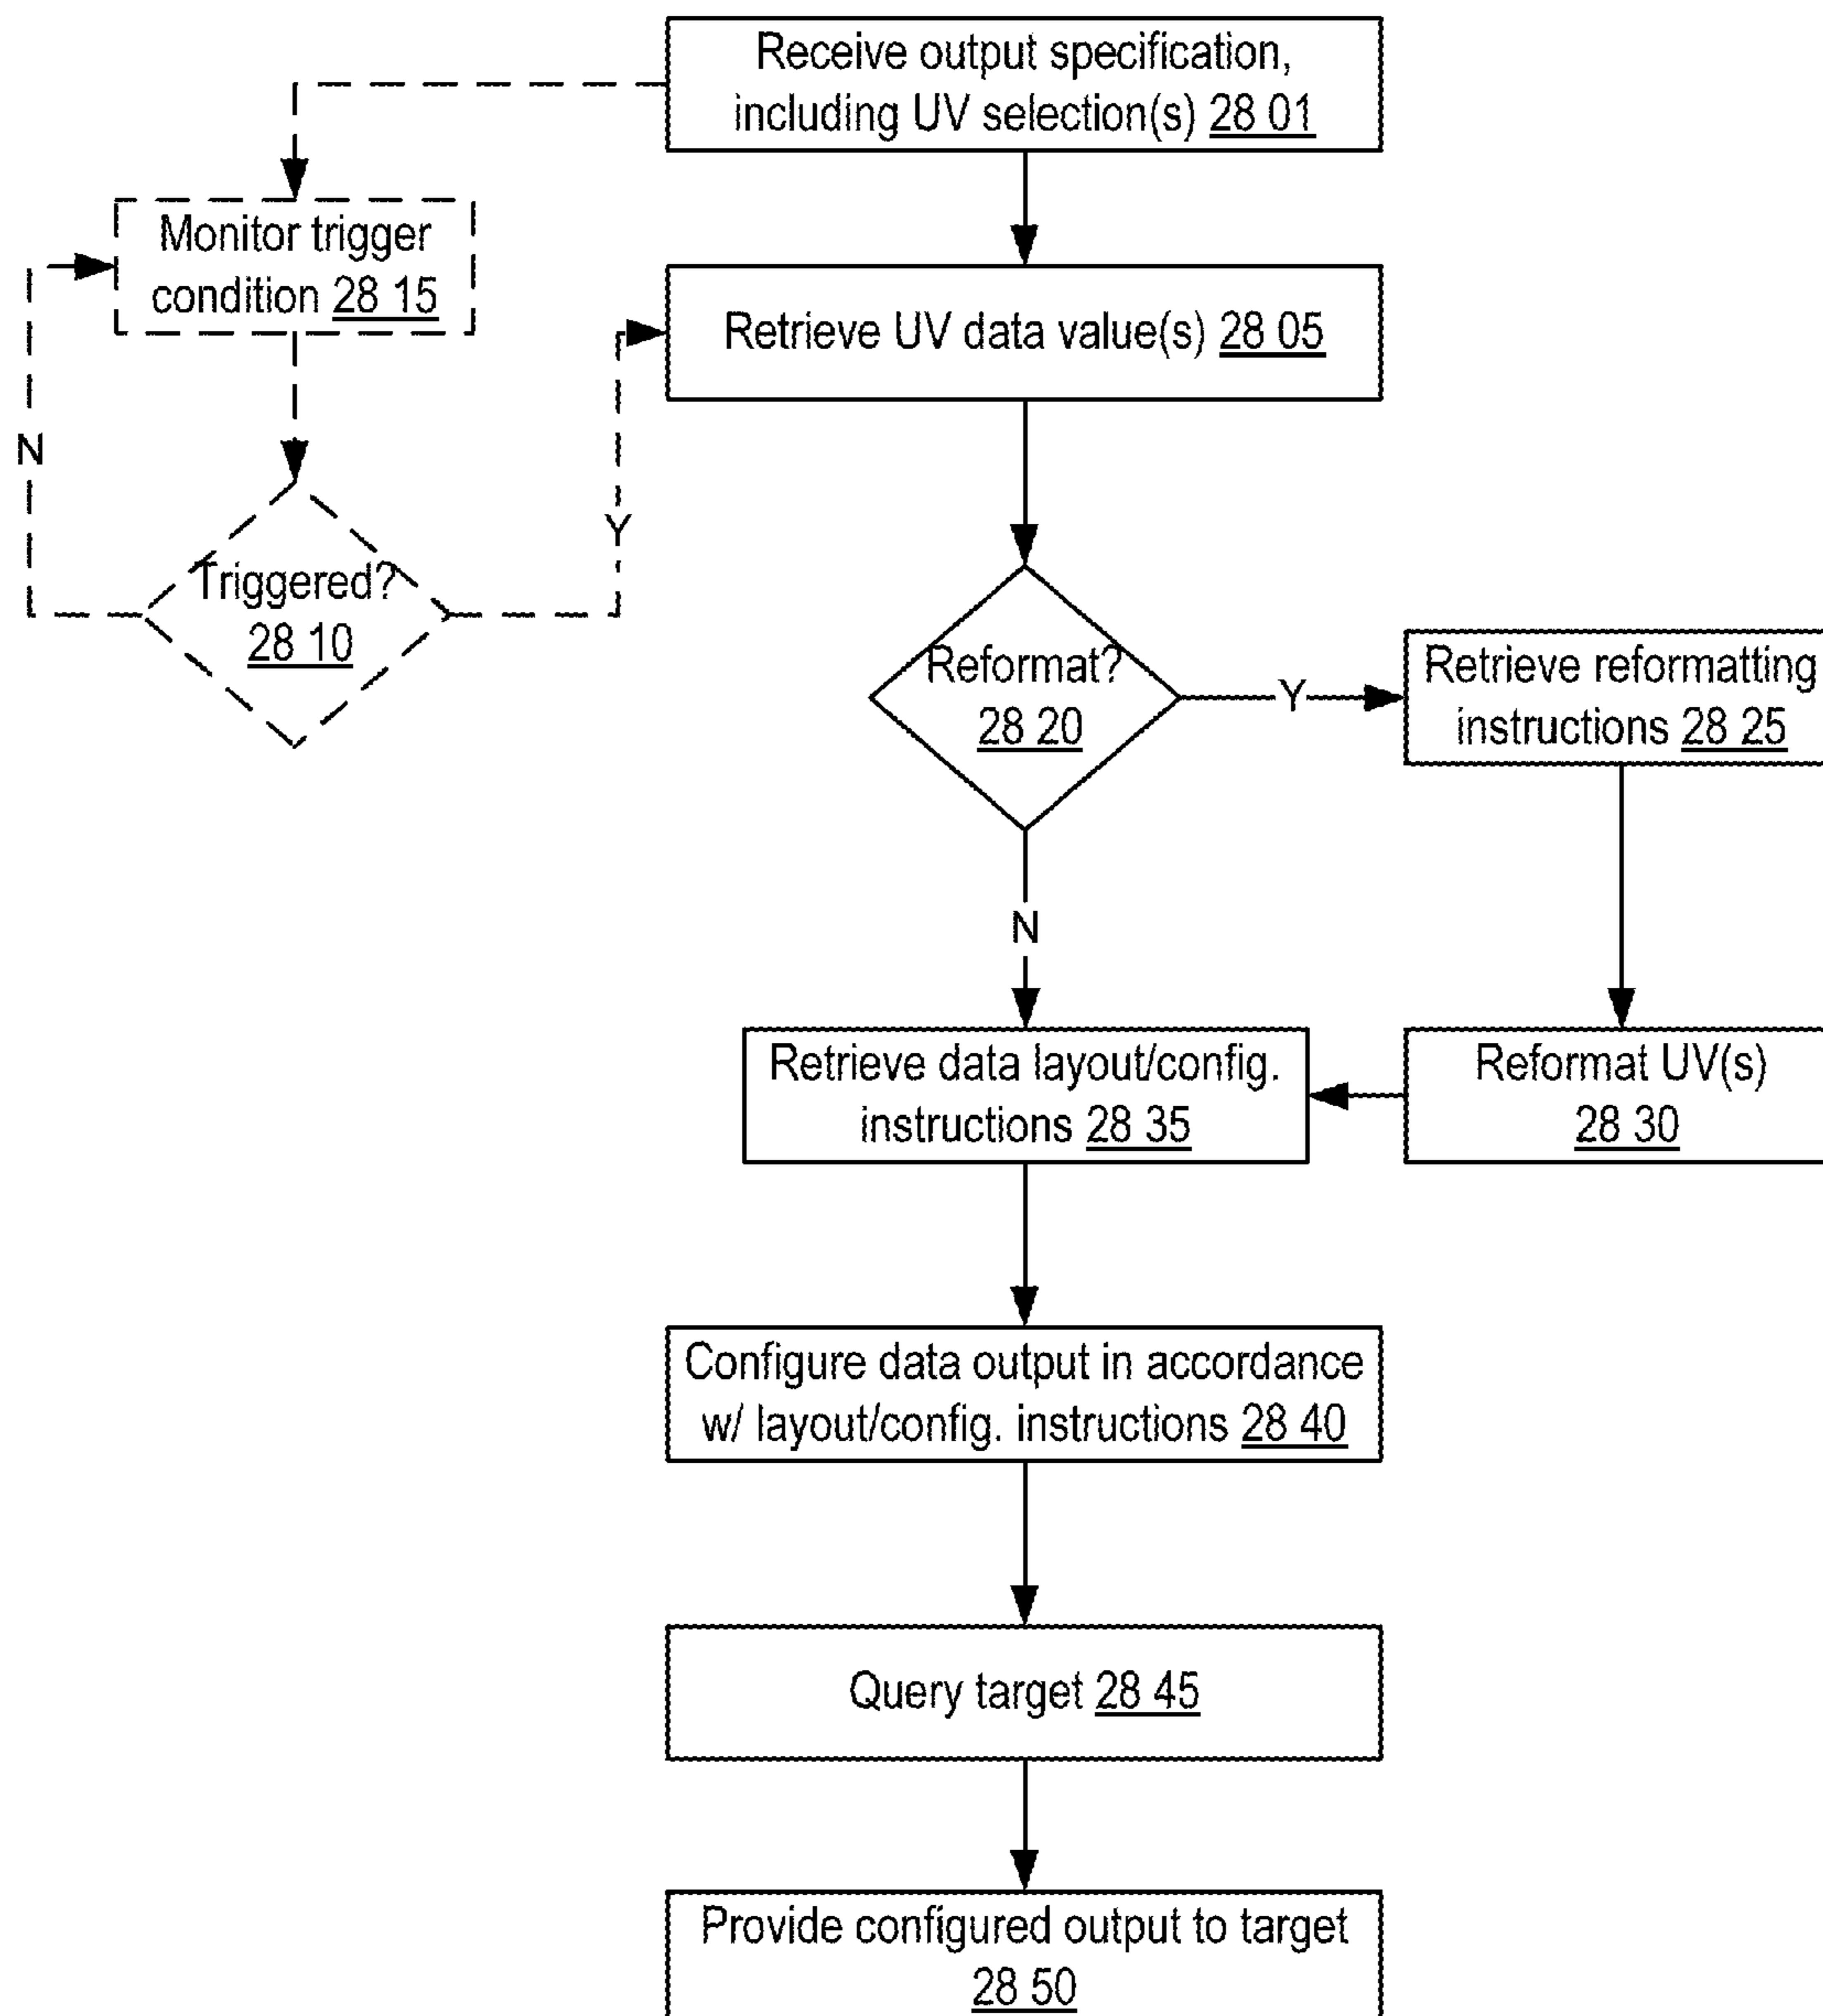 Receive output specification,
including UV selection(s) 28 01
Monitor trigger
condition 28 15
Retrieve UV data value(s) 28 05
N
Y
Triggered?
28 10
Reformat?
28 20
Y
Retrieve reformatting
instructions 28 25
N
Retrieve data layout/config.
instructions 28 35
Reformat UV(s)
28 30
Configure data output in accordance
w/ layout/config. instructions 28 40
Query target 28 45
Provide configured output to target
28 50